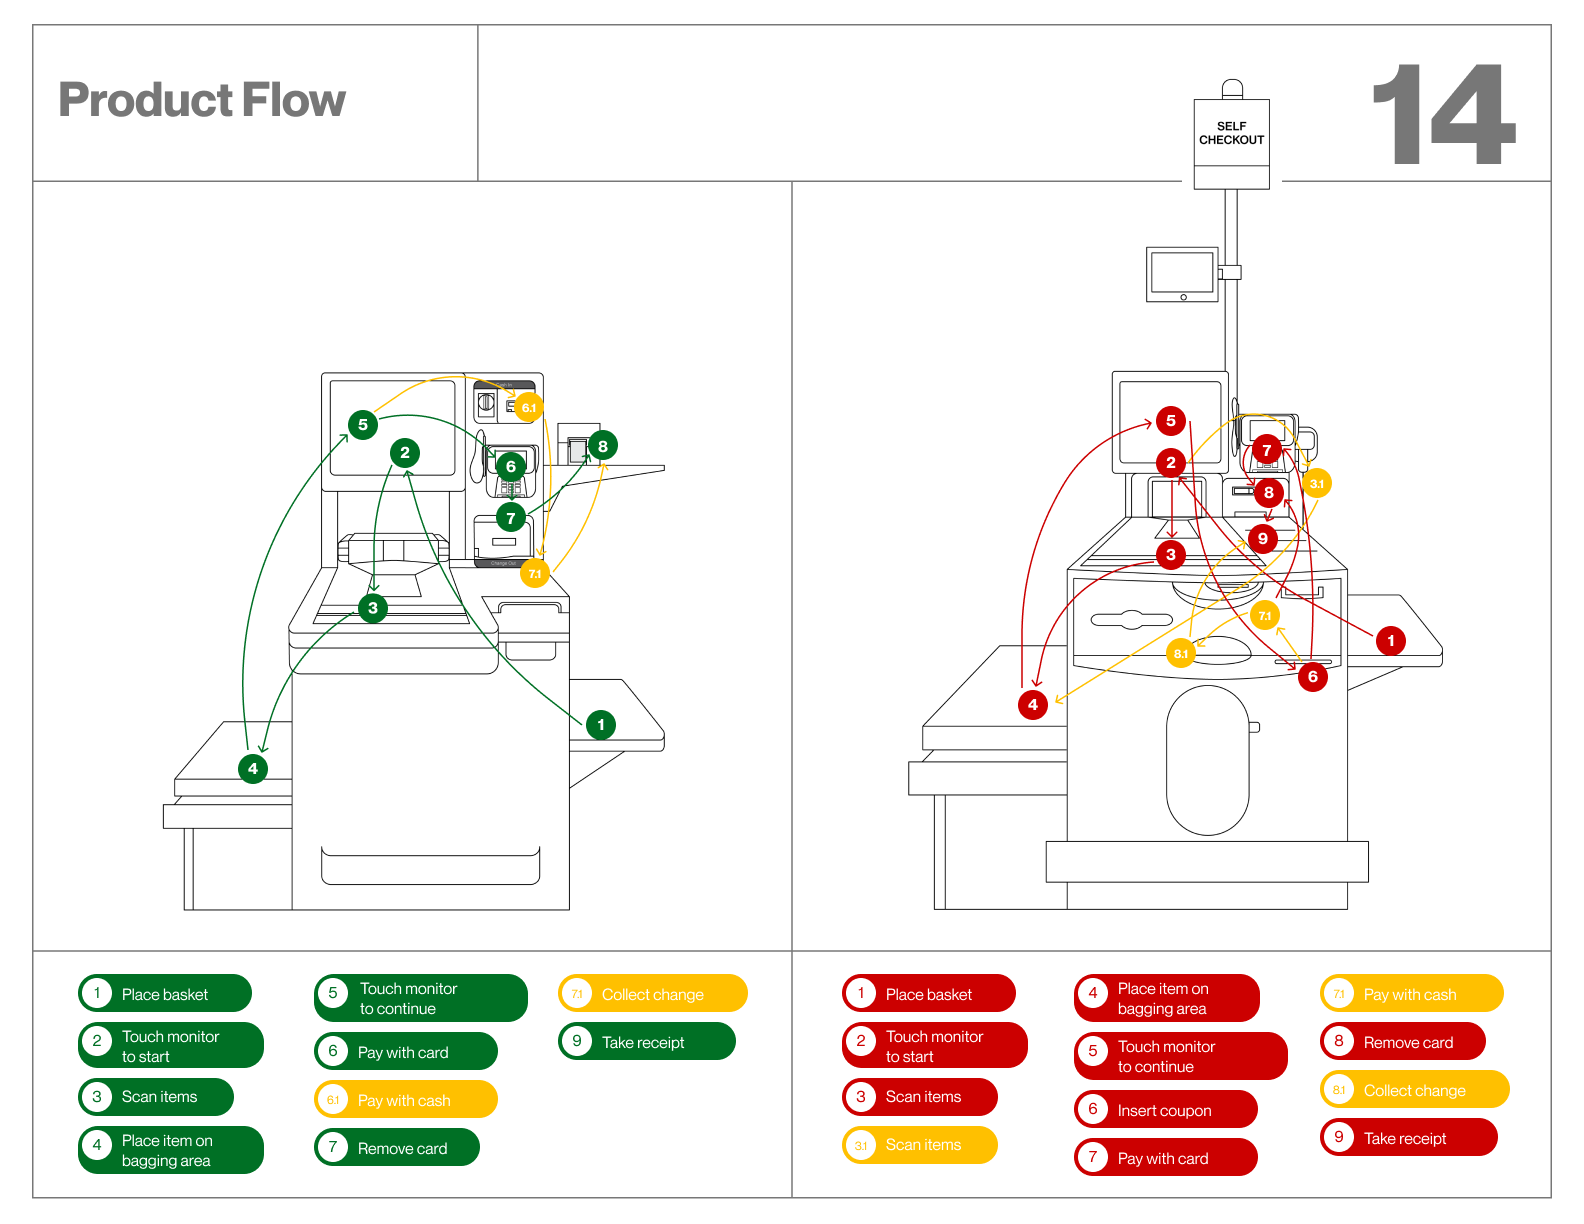 Product Flow
14
SELF
CHECKOUT
Cash In
6.1
5
2
6
8
7
Change Out
7.1
3
1
4
5
2
7
3.1
8
9
3
7.1
1
8.1
6
4
1 Place basket
2 Touch monitor
to start
3 Scan items
4 Place item on
bagging area
5 Touch monitor
to continue
6 Pay with card
6.1 Pay with cash
7 Remove card
7.1 Collect change
9 Take receipt
1 Place basket
2 Touch monitor
to start
3 Scan items
3.1 Scan items
4 Place item on
bagging area
5 Touch monitor
to continue
6 Insert coupon
7 Pay with card
7.1 Pay with cash
8 Remove card
8.1 Collect change
9 Take receipt